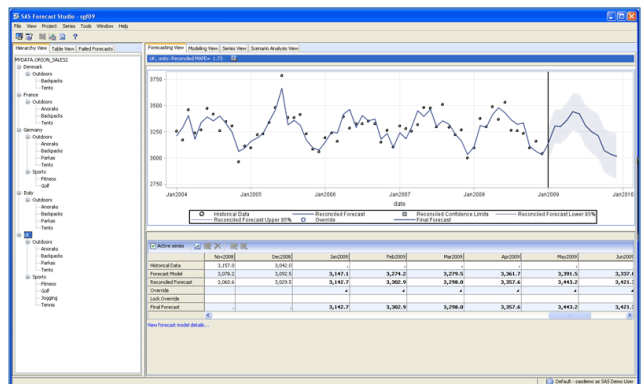 SAS Forecast Studio - sgf09
File View Project Series Tools Window Help
Hierarchy View Table View Failed Forecasts
Forecasting View Modeling View Series View Scenario Analysis View
MYDATA.ORION_SALES2
Denmark
Outdoors
Backpacks
Tents
France
Outdoors
Anoraks
Backpacks
Tents
Germany
Outdoors
Anoraks
Backpacks
Parkas
Tents
Sports
Fitness
Golf
Italy
Outdoors
Anoraks
Backpacks
Parkas
Tents
UK
Outdoors
Anoraks
Backpacks
Parkas
Tents
Sports
Fitness
Golf
Jogging
Tennis
UK, units: Reconciled MAPE= 1.73
3750
3500
3250
3000
2750
Jan2004 Jan2005 Jan2006 Jan2007 Jan2008 Jan2009 Jan2010
date
Historical Data Reconciled Forecast Reconciled Confidence Limits Reconciled Forecast Lower 95%
Reconciled Forecast Upper 95% Override Final Forecast
Active series
Nov2008 Dec2008 Jan2009 Feb2009 Mar2009 Apr2009 May2009 Jun2009
Historical Data 3,157.0 3,042.0 . . . . .
Forecast Model 3,078.2 3,092.5 3,147.1 3,274.2 3,279.5 3,361.7 3,391.5 3,337.
Reconciled Forecast 3,060.6 3,029.5 3,142.7 3,302.9 3,298.0 3,357.6 3,443.2 3,421.
Override
Lock Override
Final Forecast . . 3,142.7 3,302.9 3,298.0 3,357.6 3,443.2 3,421.
View forecast model details...
Default - sasdemo as SAS Demo User